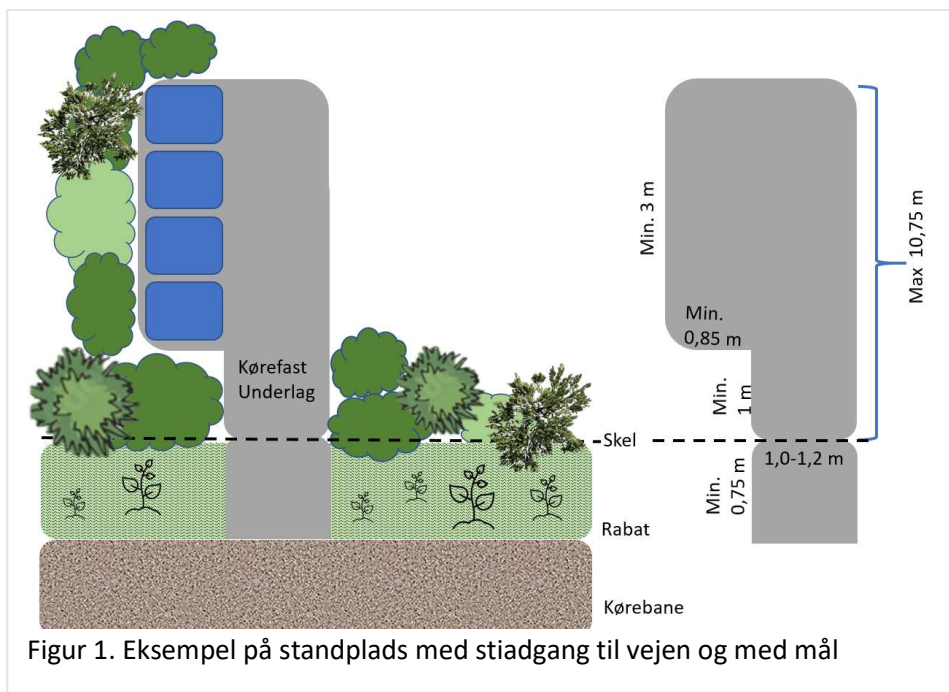 Kørefast
Underlag
Skel
Rabat
Kørebane
Min. 3 m
Min.
0,85 m
Min.
1 m
Max 10,75 m
1,0-1,2 m
Min.
0,75 m
Figur 1. Eksempel på standplads med stiadgang til vejen og med mål